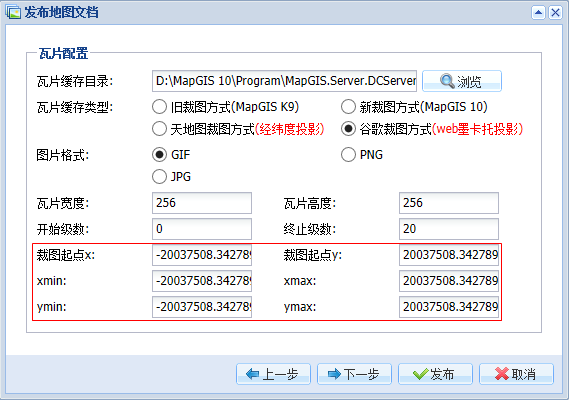 发布地图文档
瓦片配置
瓦片缓存目录: D:\MapGIS 10\Program\MapGIS.Server.DCServer 浏览
瓦片缓存类型: 旧裁图方式(MapGIS K9) 新裁图方式(MapGIS 10)
天地图裁图方式(经纬度投影) 谷歌裁图方式(web墨卡托投影)
图片格式: GIF PNG
JPG
瓦片宽度: 256 瓦片高度: 256
开始级数: 0 终止级数: 20
裁图起点x: -20037508.342789 裁图起点y: 20037508.342789
xmin: -20037508.342789 xmax: 20037508.342789
ymin: -20037508.342789 ymax: 20037508.342789
上一步 下一步 发布 取消